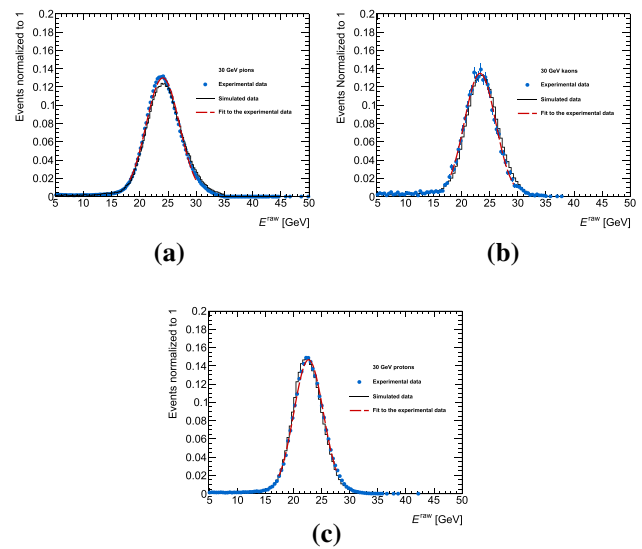 Events normalized to 1
0.2
0.18
0.16
0.14
0.12
0.1
0.08
0.06
0.04
0.02
0
5 10 15 20 25 30 35 40 45 50
E^raw [GeV]
30 GeV pions
Experimental data
Simulated data
Fit to the experimental data
(a)
Events Normalized to 1
0.2
0.18
0.16
0.14
0.12
0.1
0.08
0.06
0.04
0.02
0
5 10 15 20 25 30 35 40 45 50
E^raw [GeV]
30 GeV kaons
Experimental data
Simulated data
Fit to the experimental data
(b)
Events normalized to 1
0.2
0.18
0.16
0.14
0.12
0.1
0.08
0.06
0.04
0.02
0
5 10 15 20 25 30 35 40 45 50
E^raw [GeV]
30 GeV protons
Experimental data
Simulated data
Fit to the experimental data
(c)